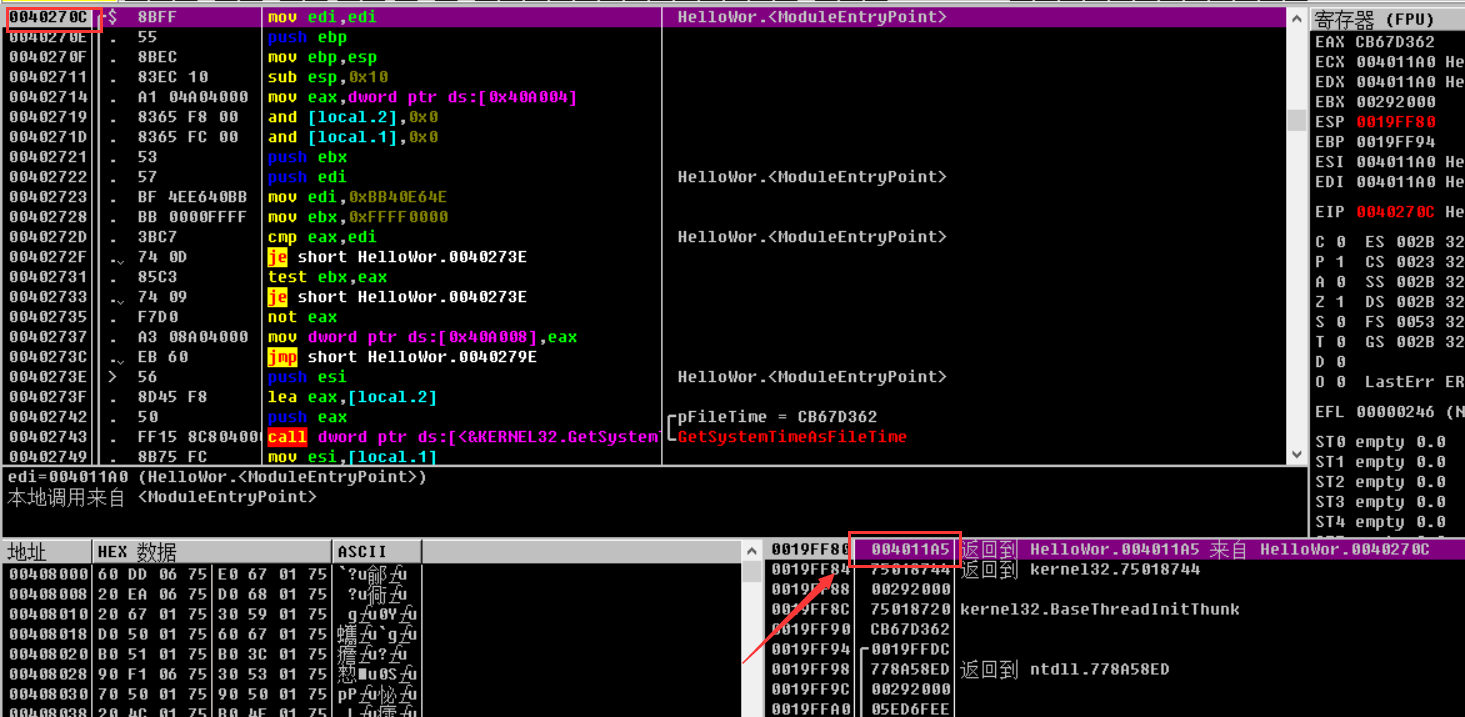 0040270C $ 8BFF mov edi,edi HelloWor.<ModuleEntryPoint>
0040270E . 55 push ebp
0040270F . 8BEC mov ebp,esp
00402711 . 83EC 10 sub esp,0x10
00402714 . A1 04A04000 mov eax,dword ptr ds:[0x40A004]
00402719 . 8365 F8 00 and [local.2],0x0
0040271D . 8365 FC 00 and [local.1],0x0
00402721 . 53 push ebx
00402722 . 57 push edi HelloWor.<ModuleEntryPoint>
00402723 . BF 4EE640BB mov edi,0xBB40E64E
00402728 . BB 0000FFFF mov ebx,0xFFFF0000
0040272D . 3BC7 cmp eax,edi HelloWor.<ModuleEntryPoint>
0040272F . 74 0D je short HelloWor.0040273E
00402731 . 85C3 test ebx,eax
00402733 . 74 09 je short HelloWor.0040273E
00402735 . F7D0 not eax
00402737 . A3 08A04000 mov dword ptr ds:[0x40A008],eax
0040273C . EB 60 jmp short HelloWor.0040279E
0040273E > 56 push esi HelloWor.<ModuleEntryPoint>
0040273F . 8D45 F8 lea eax,[local.2]
00402742 . 50 push eax pFileTime = CB67D362
00402743 . FF15 8C80400 call dword ptr ds:[<&KERNEL32.GetSystem GetSystemTimeAsFileTime
00402749 . 8B75 FC mov esi,[local.1]
寄存器 (FPU)
EAX CB67D362
ECX 004011A0 He
EDX 004011A0 He
EBX 00292000
ESP 0019FF80
EBP 0019FF94
ESI 004011A0 He
EDI 004011A0 He
EIP 0040270C He
C 0 ES 002B 32
P 1 CS 0023 32
A 0 SS 002B 32
Z 1 DS 002B 32
S 0 FS 0053 32
T 0 GS 002B 32
D 0
O 0 LastErr ER
EFL 00000246 (N
ST0 empty 0.0
ST1 empty 0.0
ST2 empty 0.0
ST3 empty 0.0
ST4 empty 0.0
edi=004011A0 (HelloWor.<ModuleEntryPoint>)
本地调用来自 <ModuleEntryPoint>
地址 HEX 数据 ASCII
00408000 60 DD 06 75 E0 67 01 75
00408008 20 EA 06 75 D0 68 01 75
00408010 20 67 01 75 30 59 01 75
00408018 D0 50 01 75 60 67 01 75
00408020 B0 51 01 75 B0 3C 01 75
00408028 90 F1 06 75 30 53 01 75
00408030 70 50 01 75 90 50 01 75
00408038 20 4C 01 75 B0 4F 01 75
0019FF80 004011A5 返回到 HelloWor.004011A5 来自 HelloWor.0040270C
0019FF84 75018744 返回到 kernel32.75018744
0019FF88 00292000
0019FF8C 75018720 kernel32.BaseThreadInitThunk
0019FF90 CB67D362
0019FF94 0019FFDC
0019FF98 778A58ED 返回到 ntdll.778A58ED
0019FF9C 00292000
0019FFA0 05ED6FEE